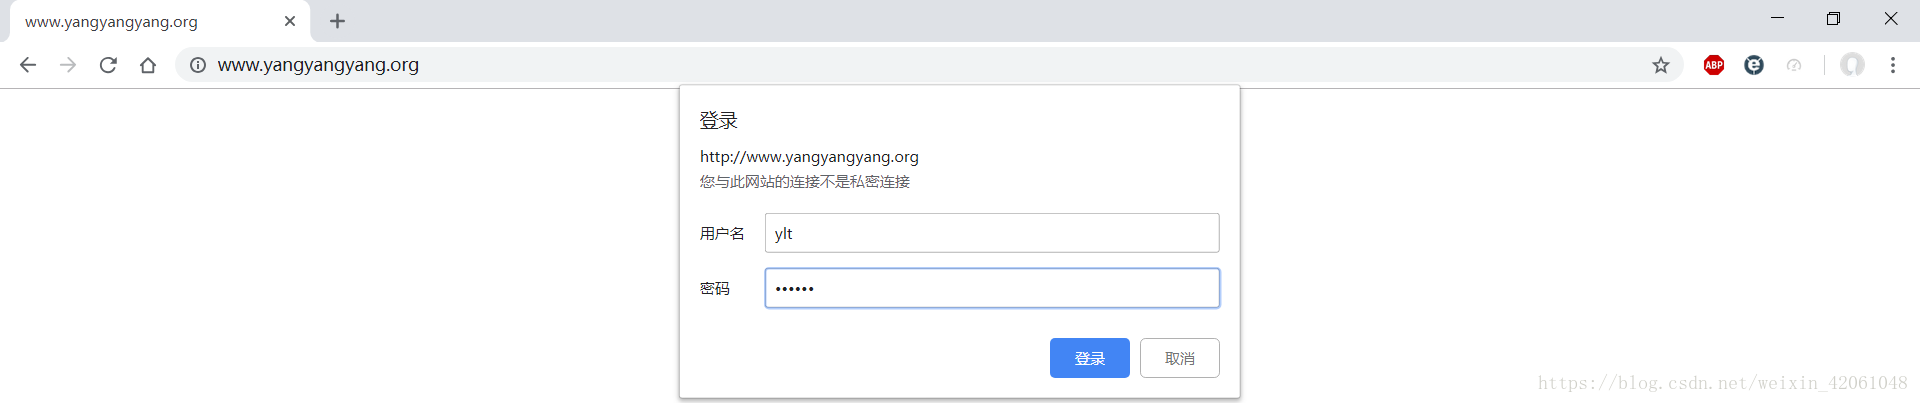 www.yangyangyang.org
www.yangyangyang.org
ABP
登录
http://www.yangyangyang.org
您与此网站的连接不是私密连接
用户名 ylt
密码 ••••••
登录 取消
https://blog.csdn.net/weixin_42061048